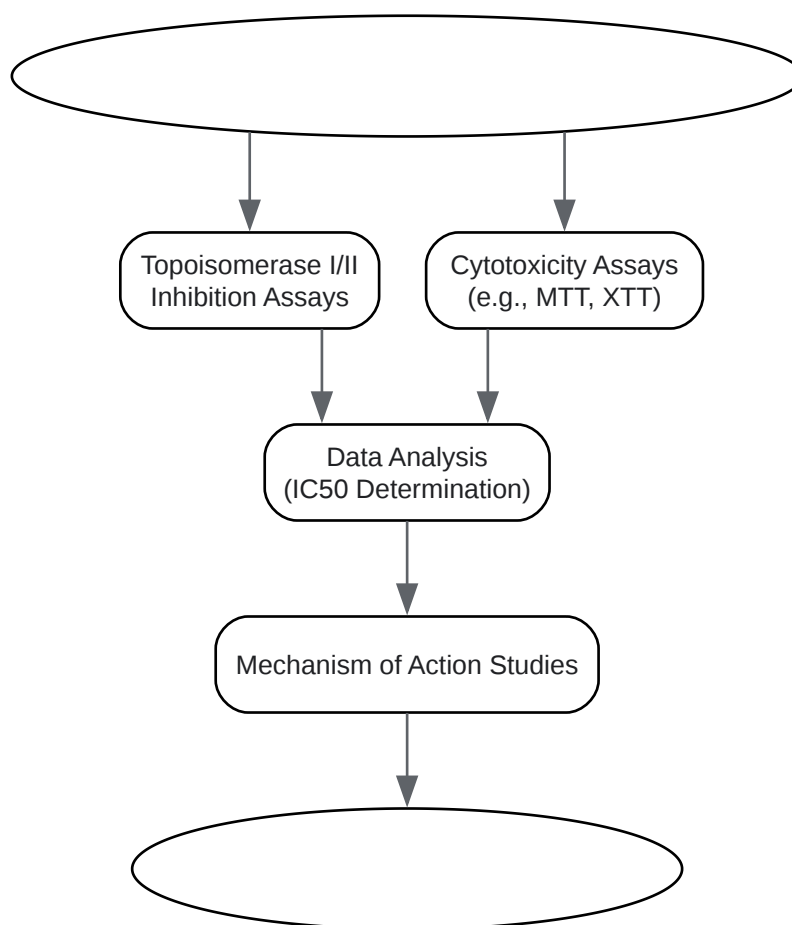 Topoisomerase I/II
Inhibition Assays
Cytotoxicity Assays
(e.g., MTT, XTT)
Data Analysis
(IC50 Determination)
Mechanism of Action Studies